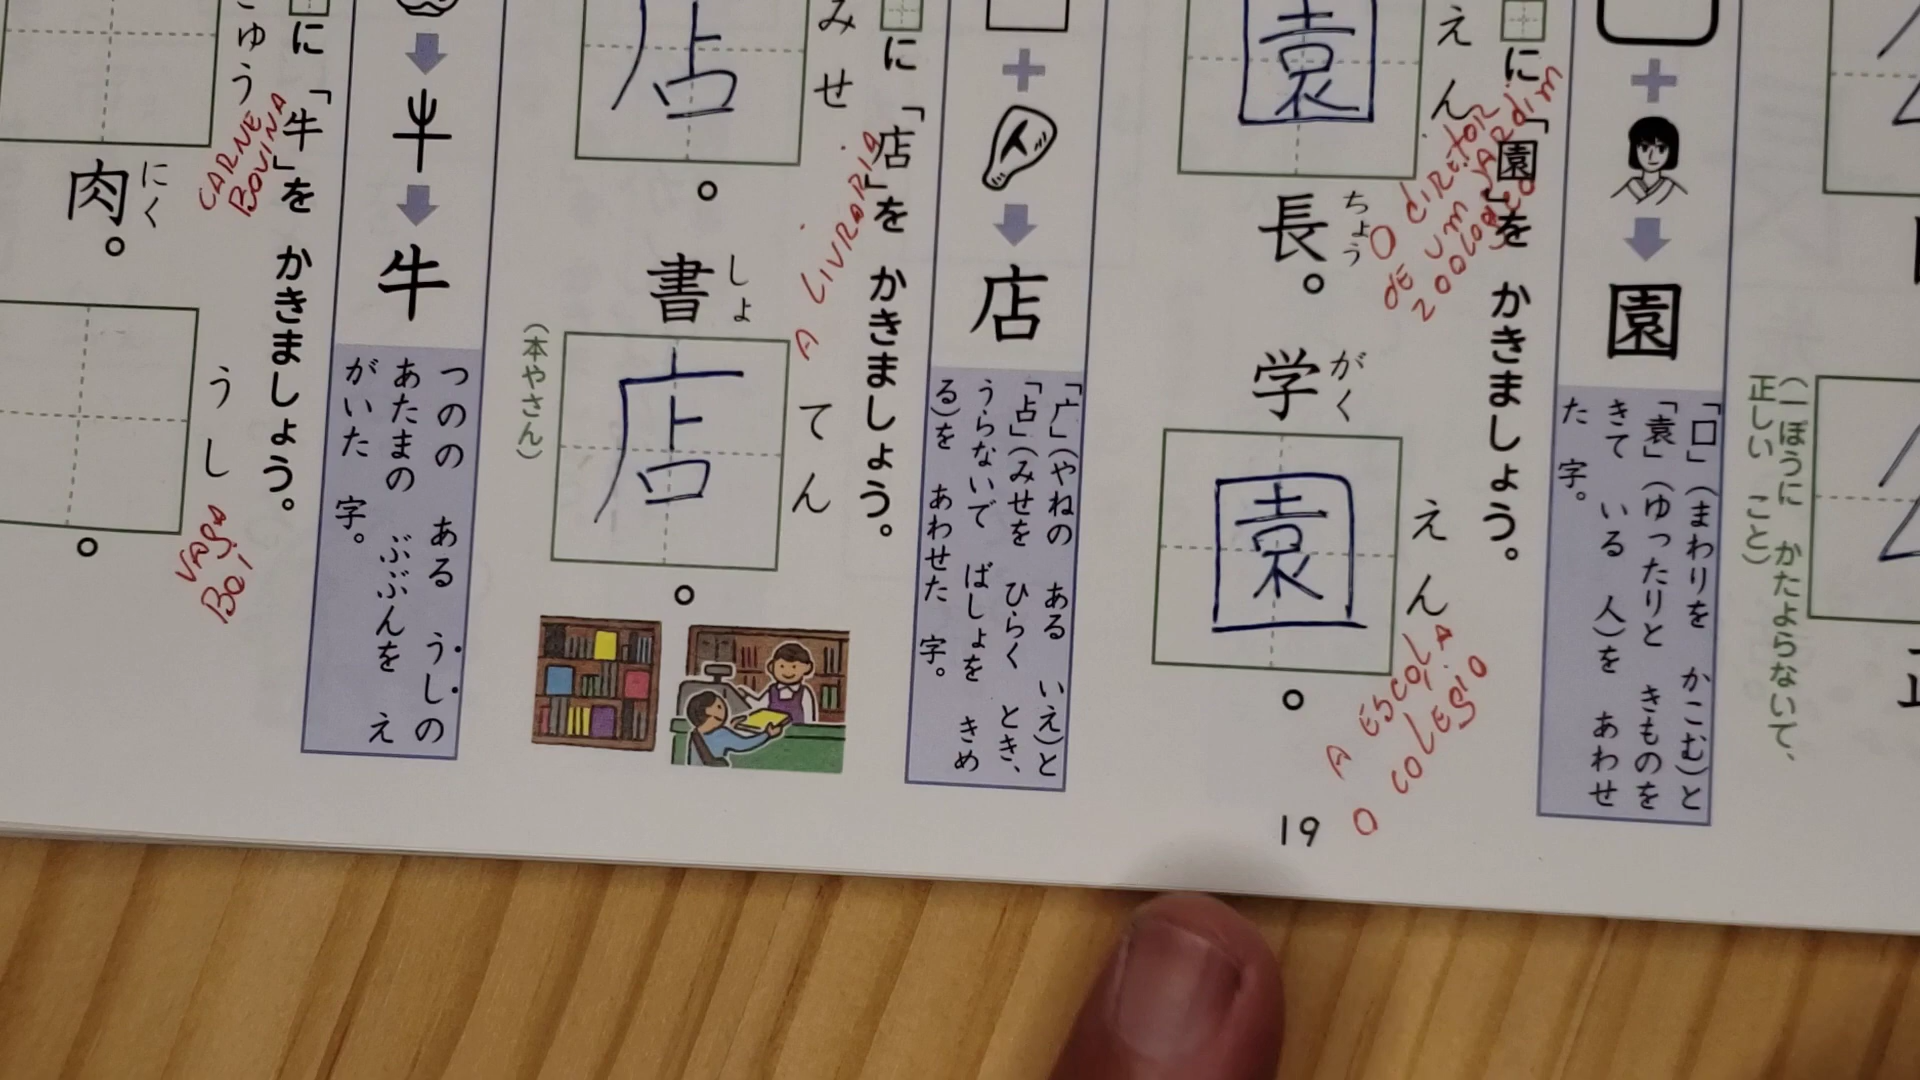 園
「囗」(まわりを かこむ)と
「袁」(ゆったりと きものを
きて いる 人)を あわせ
た 字。
(一ぽうに かたよらないで、
正しい こと)
に「園」を かきましょう。
えん
園
長。
ちょう
O diREtoR
dE Um JARdim
ZOOLOGICO
学
がく
園
えん
。
A ESCOLA
O COLEGIO
19
店
「广」(やねの ある いえ)と
「占」(みせを ひらく とき、
うらないで ばしょを きめ
る)を あわせた 字。
に「店」を かきましょう。
みせ
店
。
A LIVRARIA
書
しょ
店
てん
。
(本やさん)
牛
つのの ある うしの
あたまの ぶぶんを え
がいた 字。
に「牛」を かきましょう。
ゅう
肉。
にく
CARNE
BOVINA
うし
。
VAga
Boi